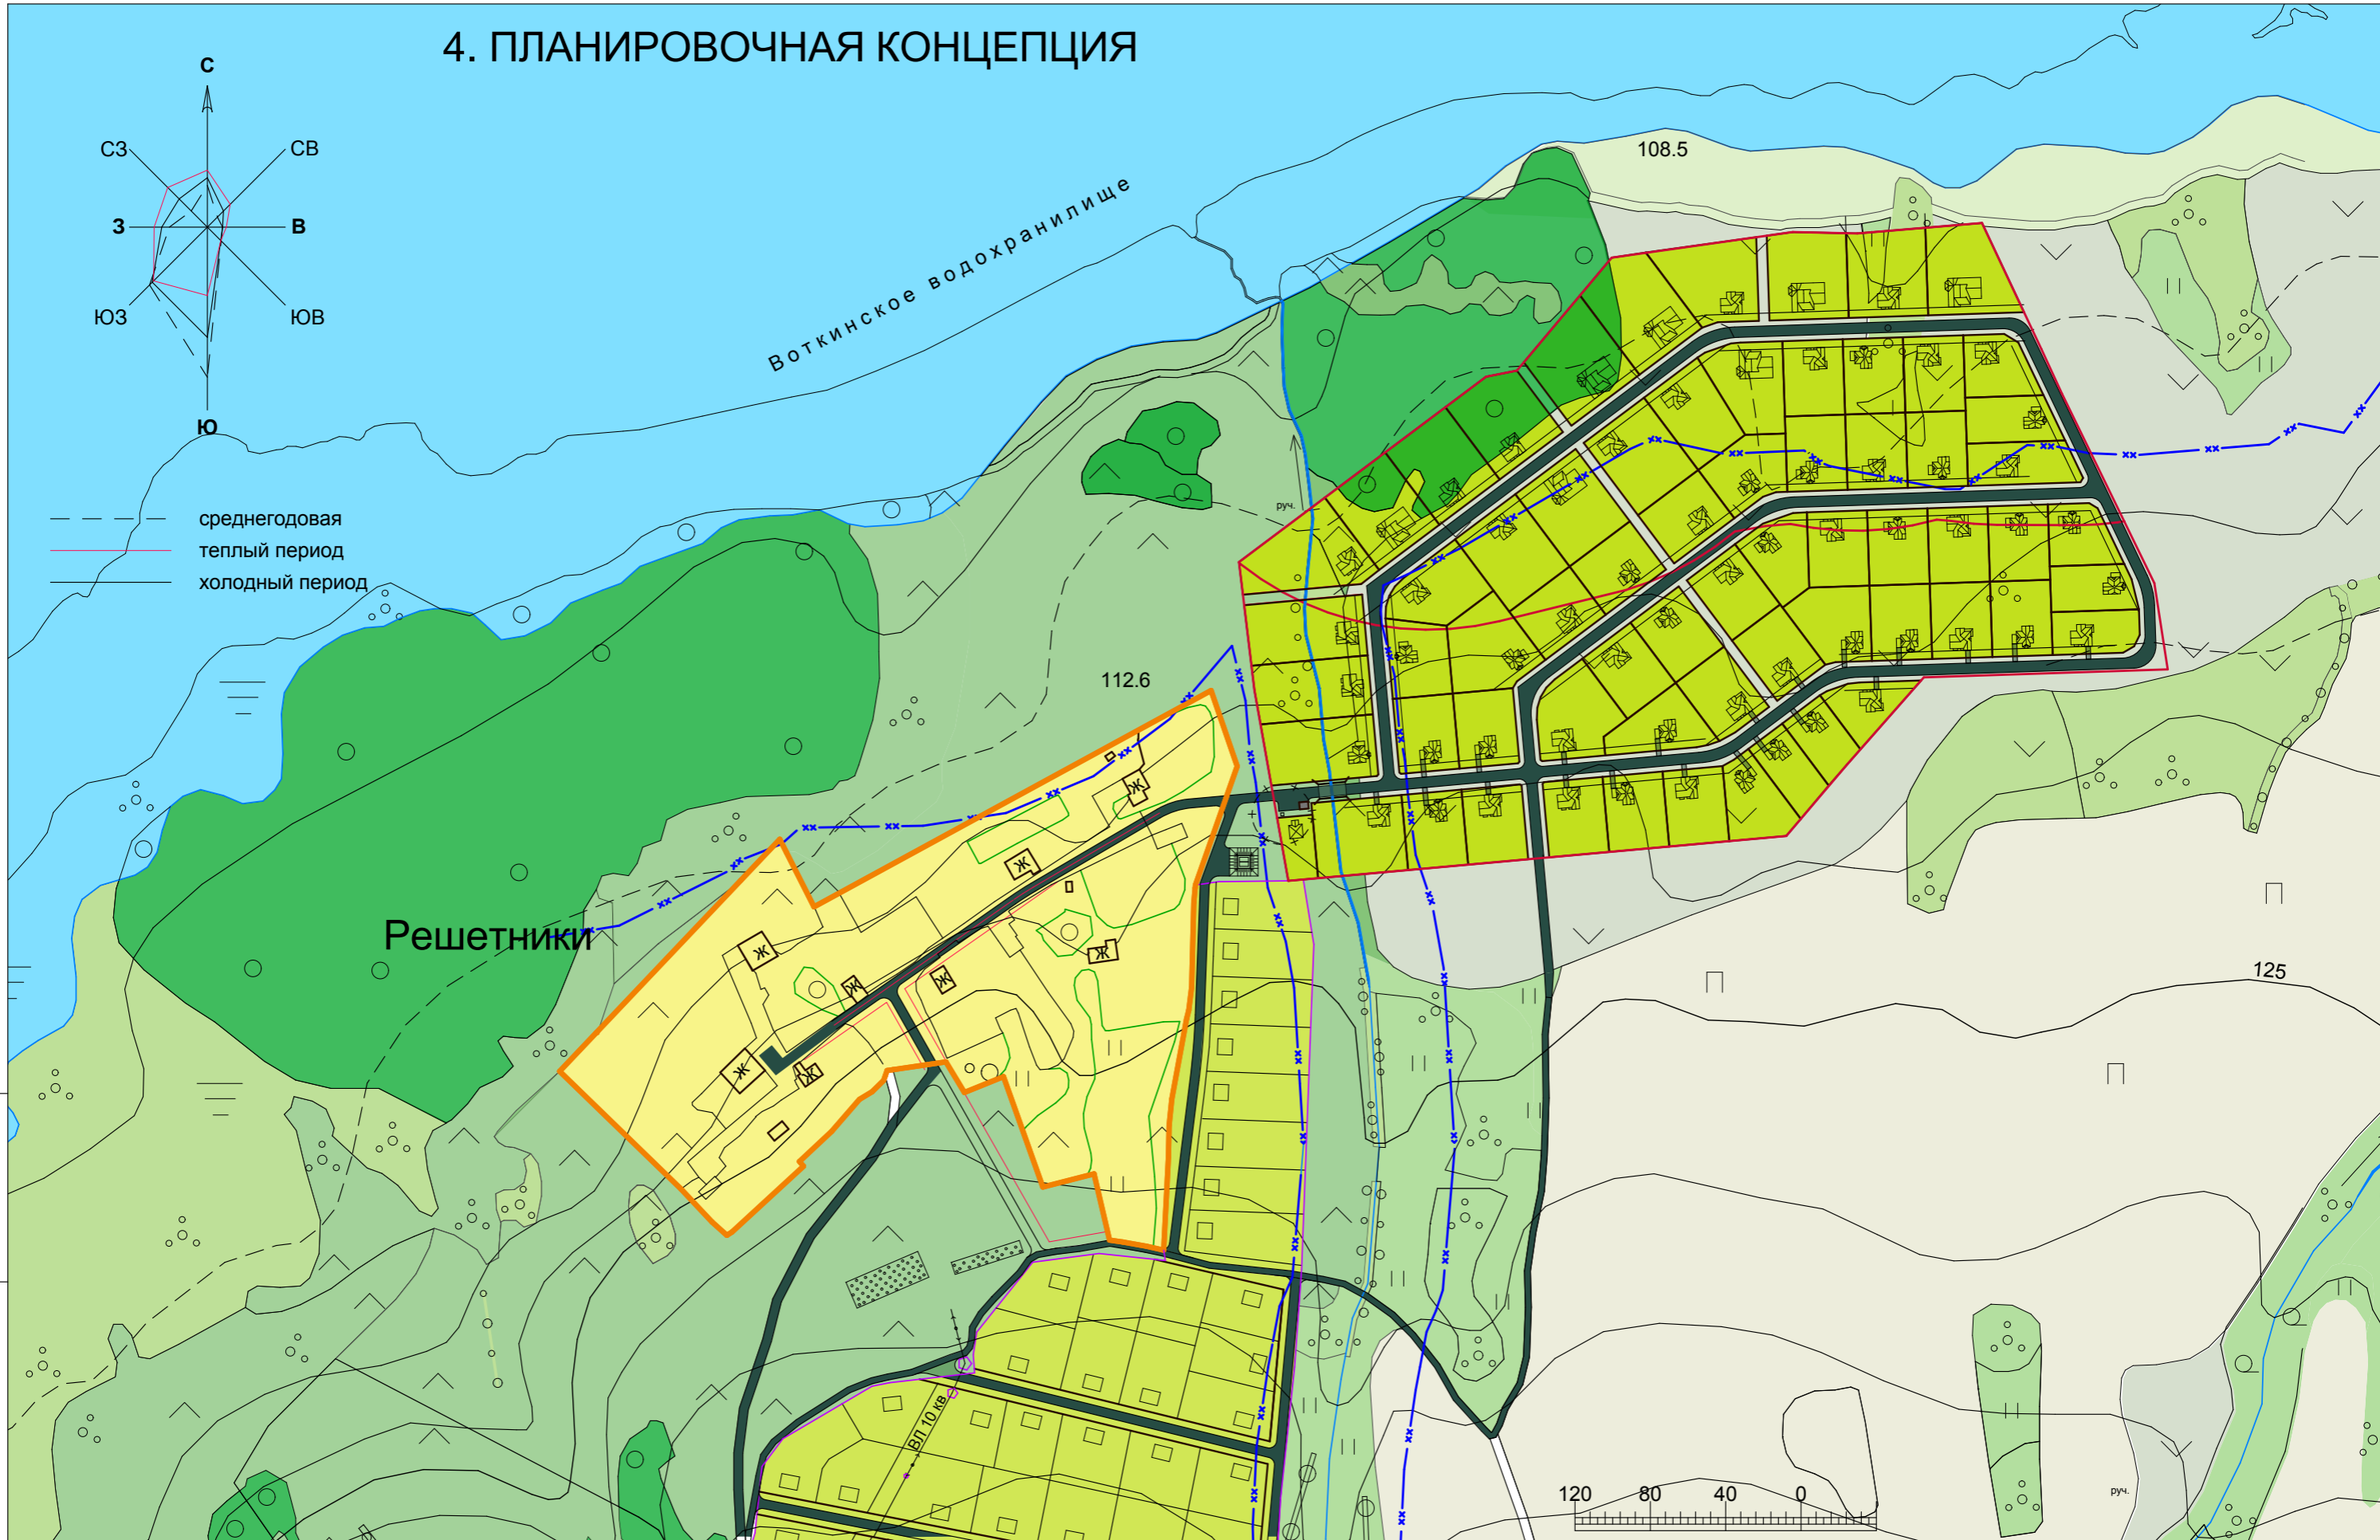 4. ПЛАНИРОВОЧНАЯ КОНЦЕПЦИЯ
С
СЗ
СВ
З
В
ЮЗ
ЮВ
Ю
среднегодовая
теплый период
холодный период
Воткинское водохранилище
108.5
руч.
112.6
Решетники
Ж
Ж
Ж
Ж
Ж
Ж
Ж
Ж
125
ВЛ 10 кв
120 80 40 0
руч.